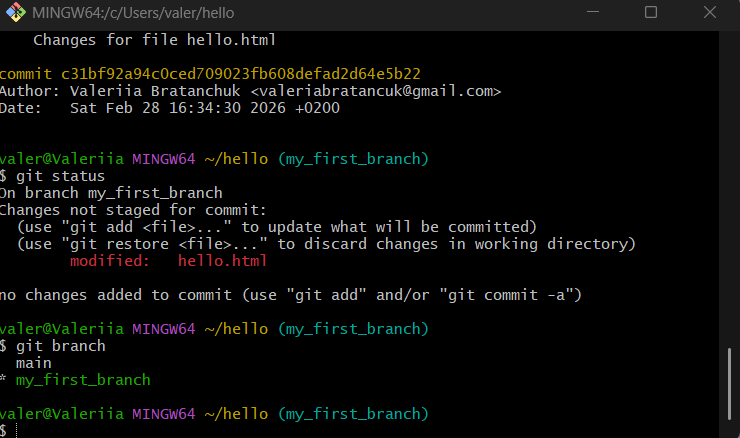 MINGW64:/c/Users/valer/hello
Changes for file hello.html
commit c31bf92a94c0ced709023fb608defad2d64e5b22
Author: Valeriia Bratanchuk <valeriabratancuk@gmail.com>
Date:   Sat Feb 28 16:34:30 2026 +0200
valer@Valeriia MINGW64 ~/hello (my_first_branch)
$ git status
On branch my_first_branch
Changes not staged for commit:
  (use "git add <file>..." to update what will be committed)
  (use "git restore <file>..." to discard changes in working directory)
        modified:   hello.html
no changes added to commit (use "git add" and/or "git commit -a")
valer@Valeriia MINGW64 ~/hello (my_first_branch)
$ git branch
  main
* my_first_branch
valer@Valeriia MINGW64 ~/hello (my_first_branch)
$